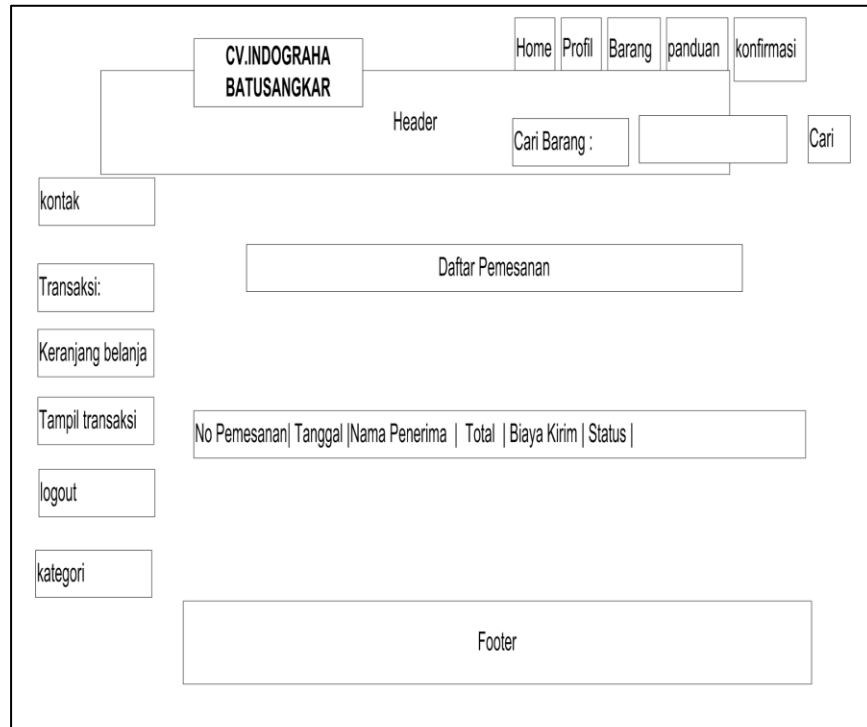 CV.INDOGRAHA
BATUSANGKAR
Home
Profil
Barang
panduan
konfirmasi
Header
Cari Barang :
Cari
kontak
Daftar Pemesanan
Transaksi:
Keranjang belanja
Tampil transaksi
No Pemesanan| Tanggal |Nama Penerima | Total | Biaya Kirim | Status |
logout
kategori
Footer